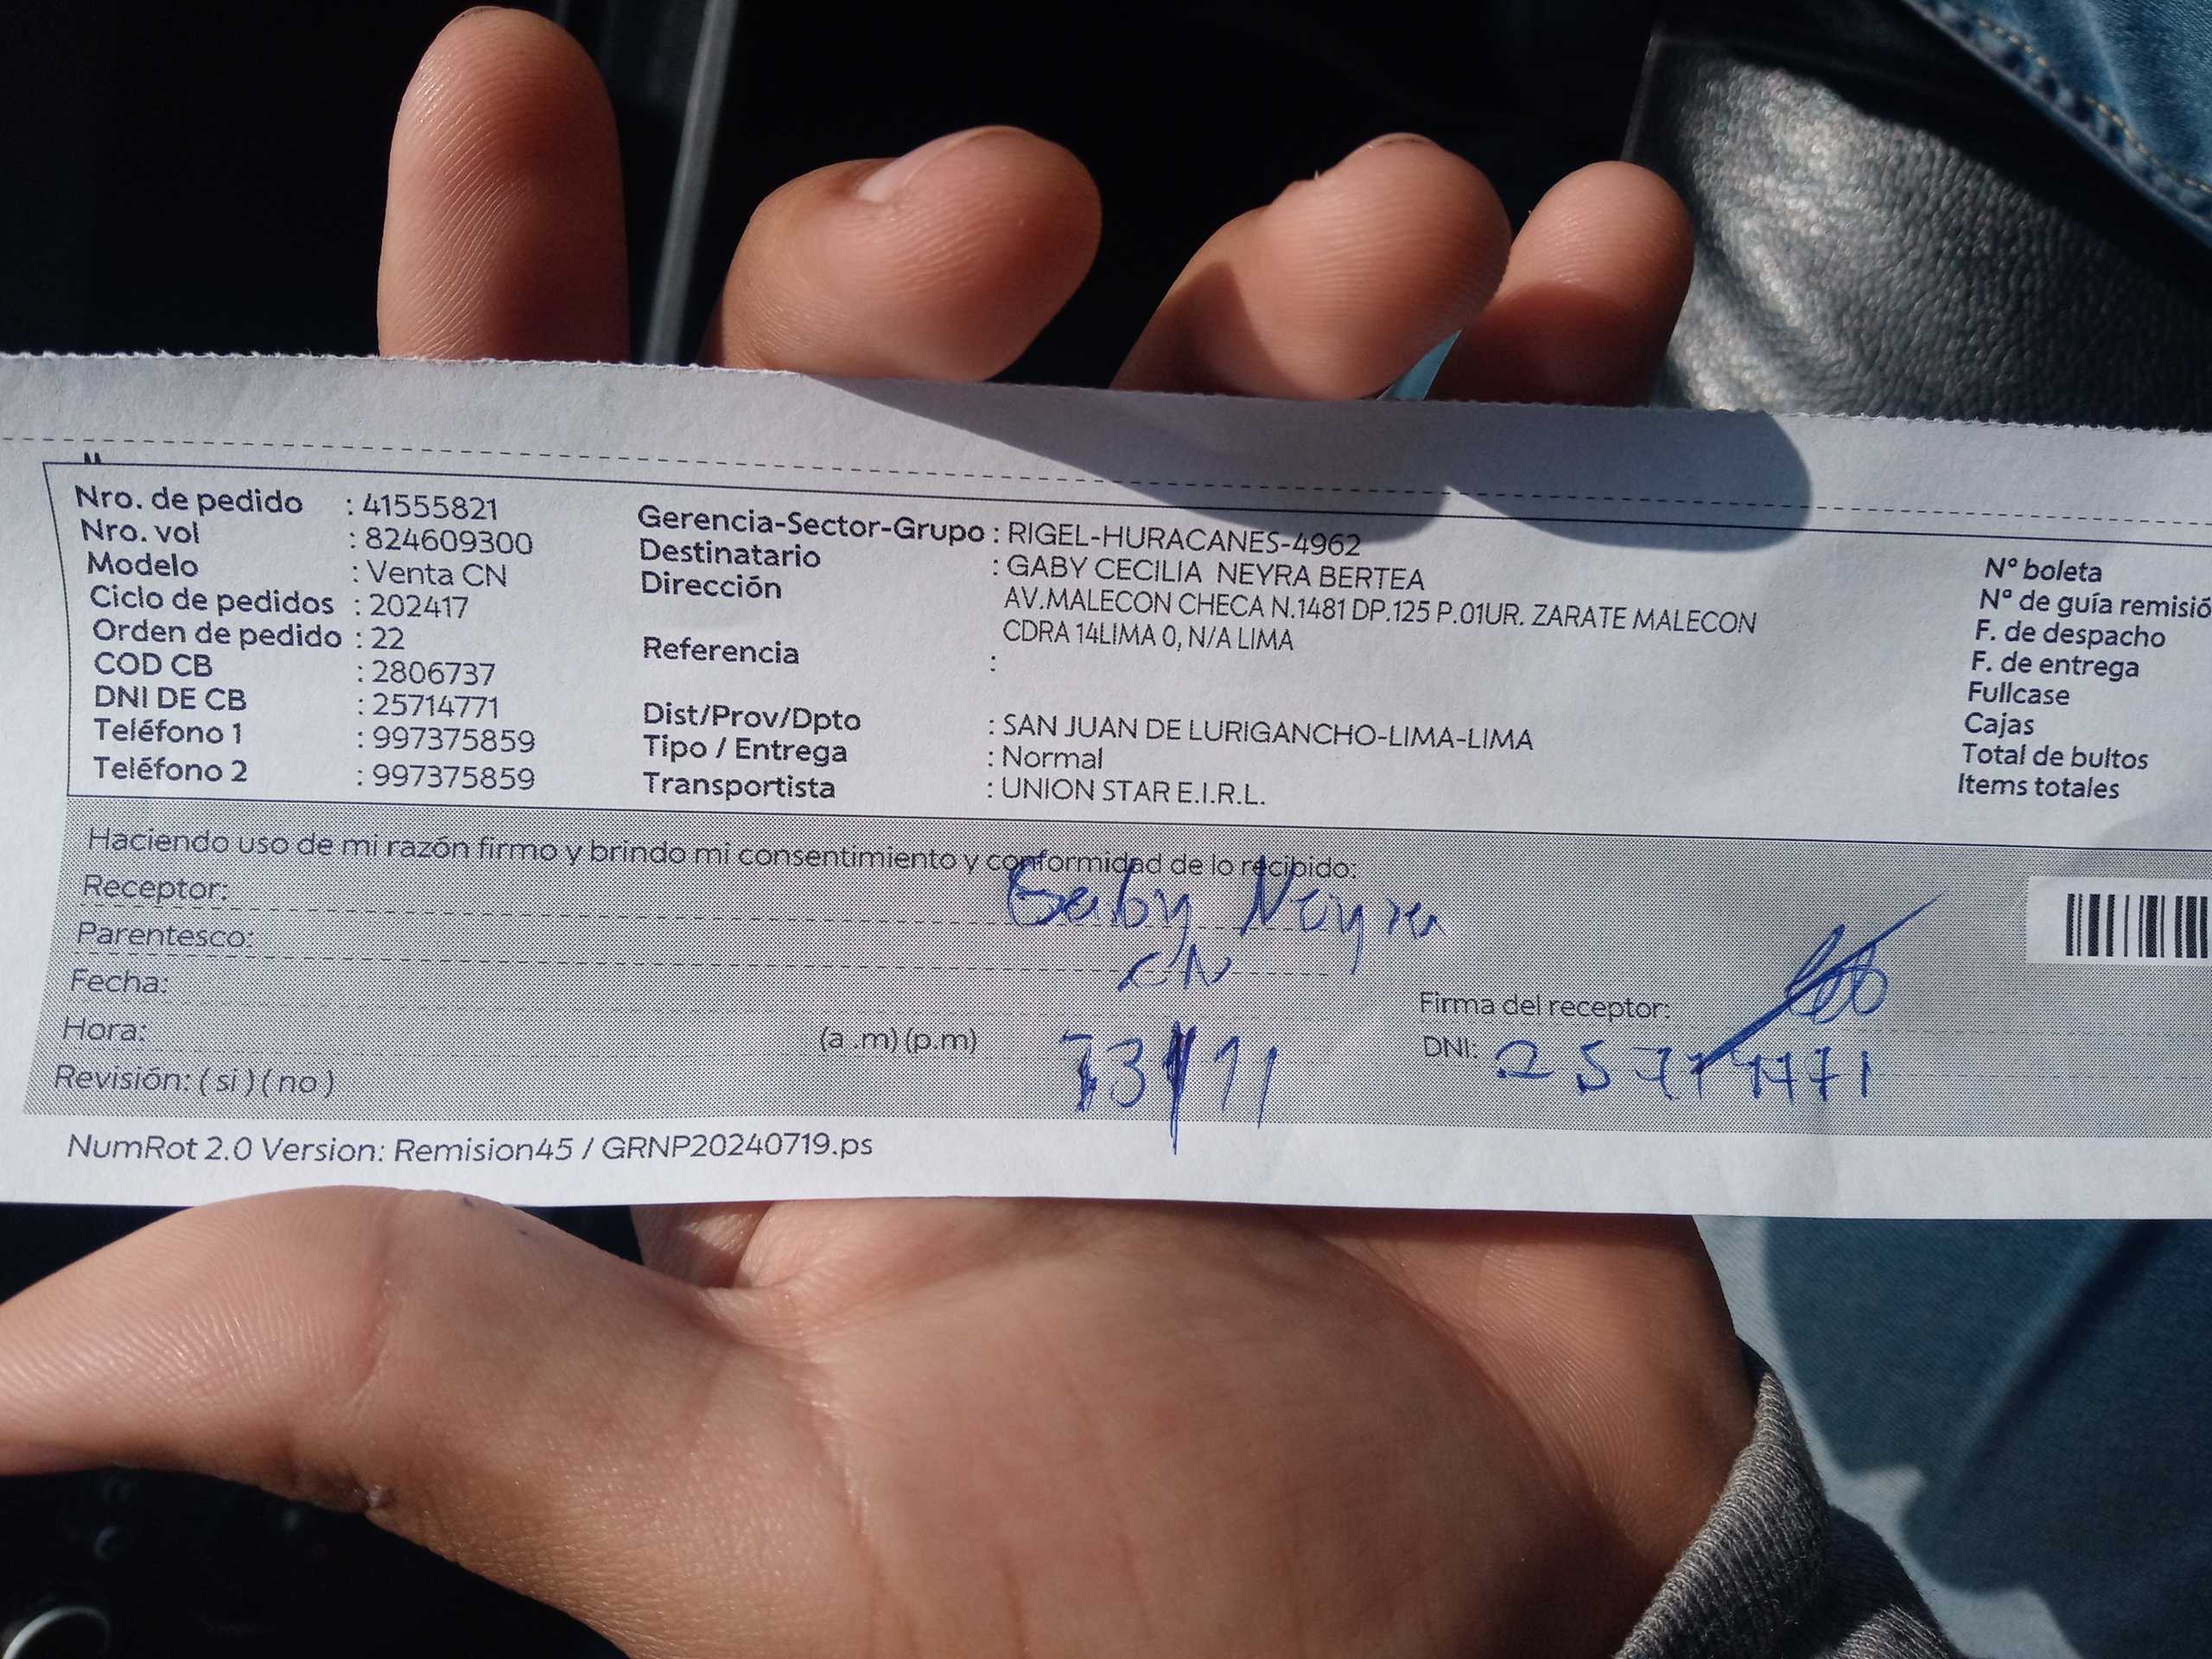 Nro. de pedido : 41555821
Nro. vol : 824609300
Modelo : Venta CN
Ciclo de pedidos : 202417
Orden de pedido : 22
COD CB : 2806737
DNI DE CB : 25714771
Teléfono 1 : 997375859
Teléfono 2 : 997375859
Gerencia-Sector-Grupo : RIGEL-HURACANES-4962
Destinatario : GABY CECILIA NEYRA BERTEA
Dirección AV.MALECON CHECA N.1481 DP.125 P.01UR. ZARATE MALECON
CDRA 14LIMA 0, N/A LIMA
Referencia :
Dist/Prov/Dpto : SAN JUAN DE LURIGANCHO-LIMA-LIMA
Tipo / Entrega : Normal
Transportista : UNION STAR E.I.R.L.
Nº boleta
Nº de guía remisió
F. de despacho
F. de entrega
Fullcase
Cajas
Total de bultos
Items totales
Haciendo uso de mi razón firmo y brindo mi consentimiento y conformidad de lo recibido:
Receptor: Gaby Neyra
Parentesco: CN
Fecha:
Hora: (a .m) (p.m) 13/11
Revisión: ( si ) ( no )
Firma del receptor:
DNI: 25714771
NumRot 2.0 Version: Remision45 / GRNP20240719.ps